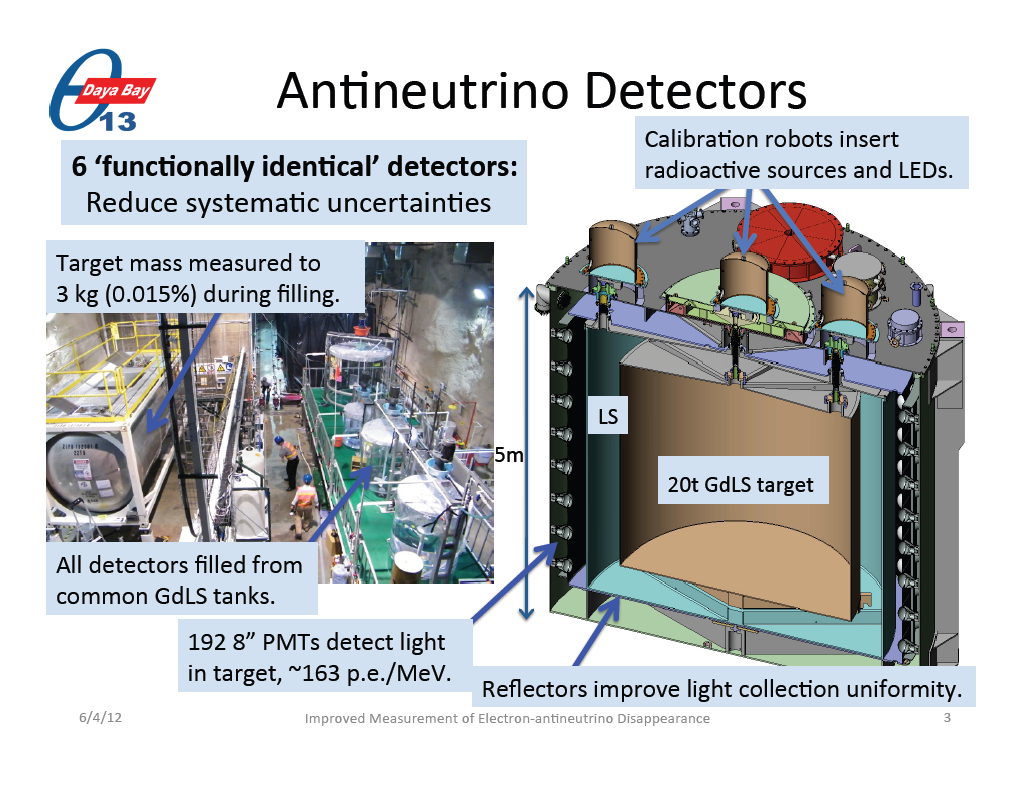 θ
Daya Bay
13
Antineutrino Detectors
6 ‘functionally identical’ detectors:
Reduce systematic uncertainties
Calibration robots insert
radioactive sources and LEDs.
Target mass measured to
3 kg (0.015%) during filling.
LS
5m
20t GdLS target
All detectors filled from
common GdLS tanks.
192 8” PMTs detect light
in target, ~163 p.e./MeV.
Reflectors improve light collection uniformity.
6/4/12
Improved Measurement of Electron-antineutrino Disappearance
3